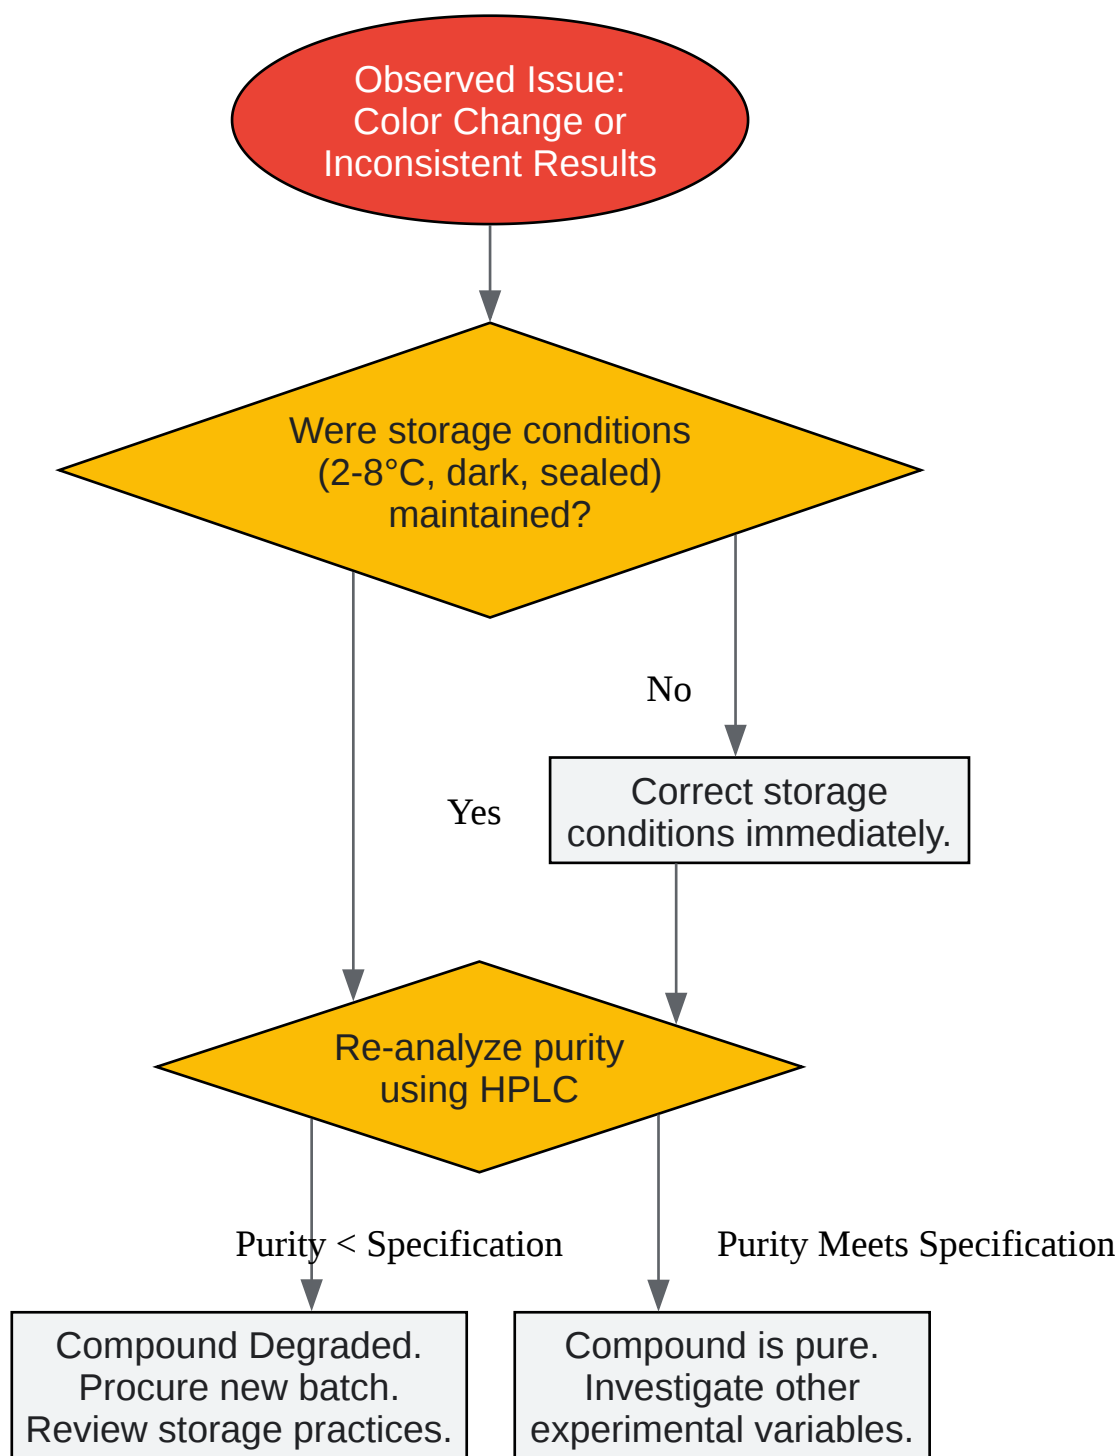 Observed Issue:
Color Change or
Inconsistent Results
Were storage conditions
(2-8°C, dark, sealed)
maintained?
No
Yes
Correct storage
conditions immediately.
Re-analyze purity
using HPLC
Purity < Specification
Purity Meets Specification
Compound Degraded.
Procure new batch.
Review storage practices.
Compound is pure.
Investigate other
experimental variables.